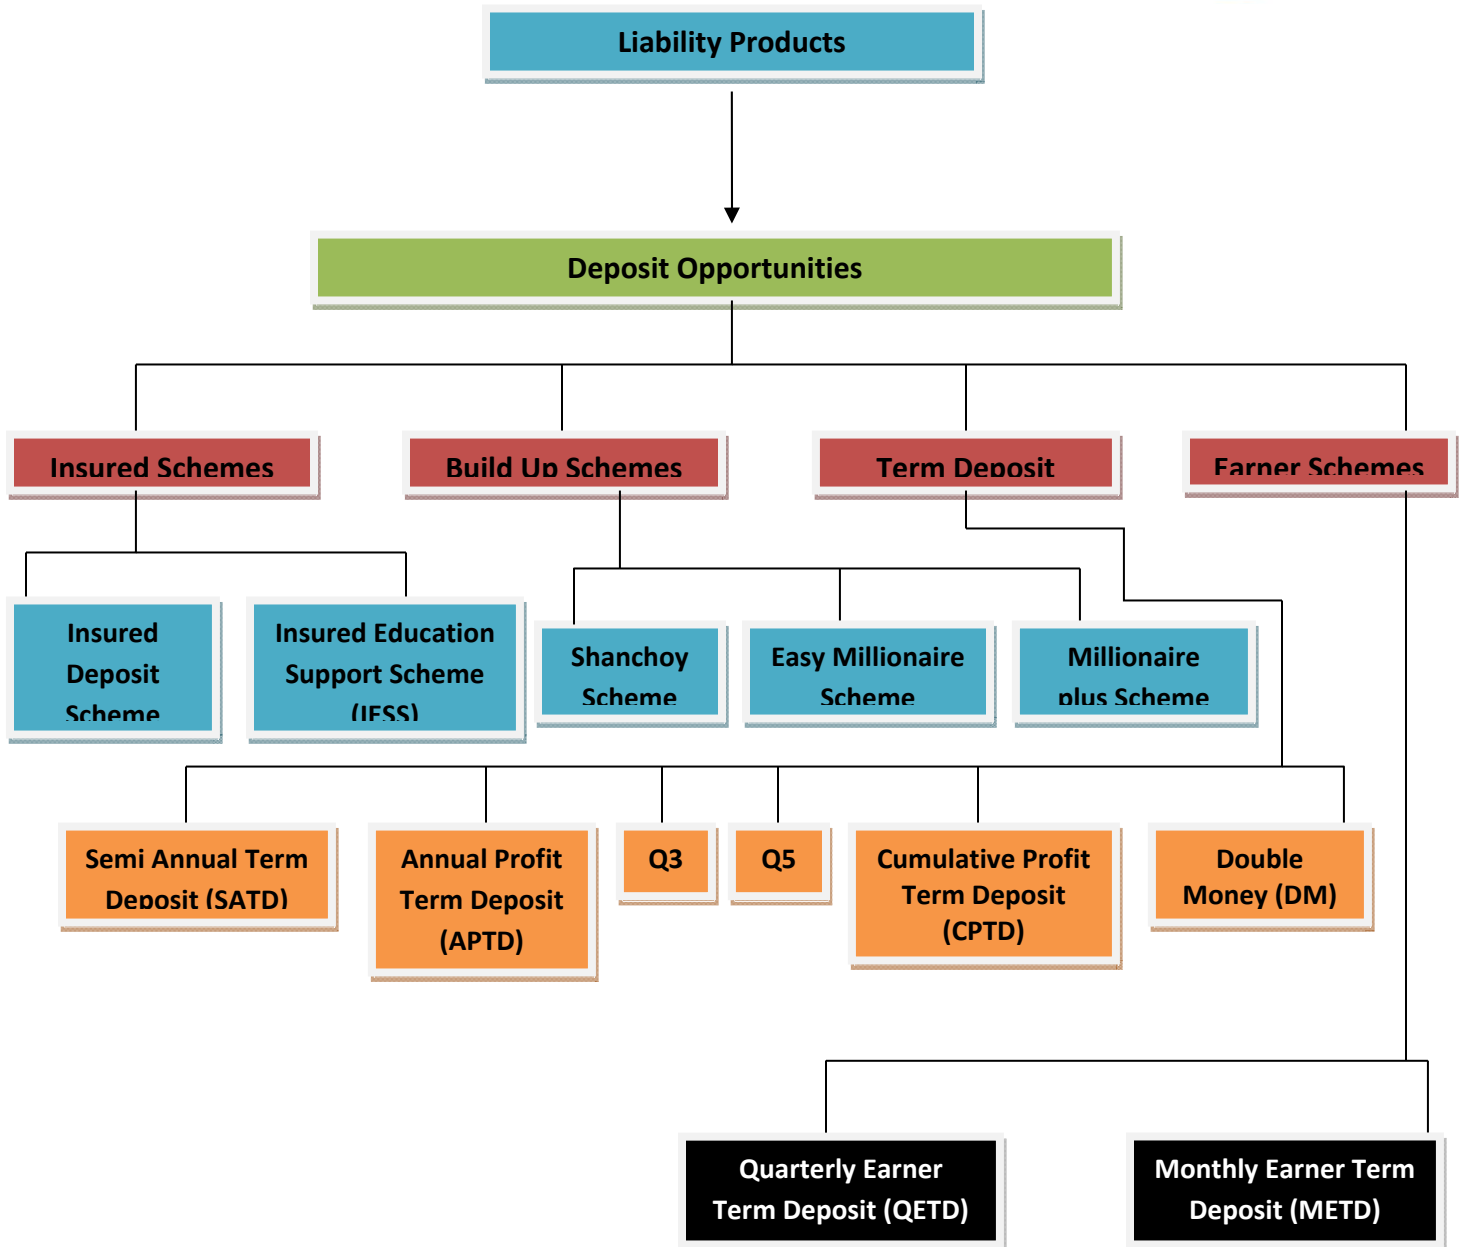 Liability Products
Deposit Opportunities
Insured Schemes
Build Up Schemes
Term Deposit
Earner Schemes
Insured
Deposit
Scheme
Insured Education
Support Scheme
(IESS)
Shanchoy
Scheme
Easy Millionaire
Scheme
Millionaire
plus Scheme
Semi Annual Term
Deposit (SATD)
Annual Profit
Term Deposit
(APTD)
Q3
Q5
Cumulative Profit
Term Deposit
(CPTD)
Double
Money (DM)
Quarterly Earner
Term Deposit (QETD)
Monthly Earner Term
Deposit (METD)